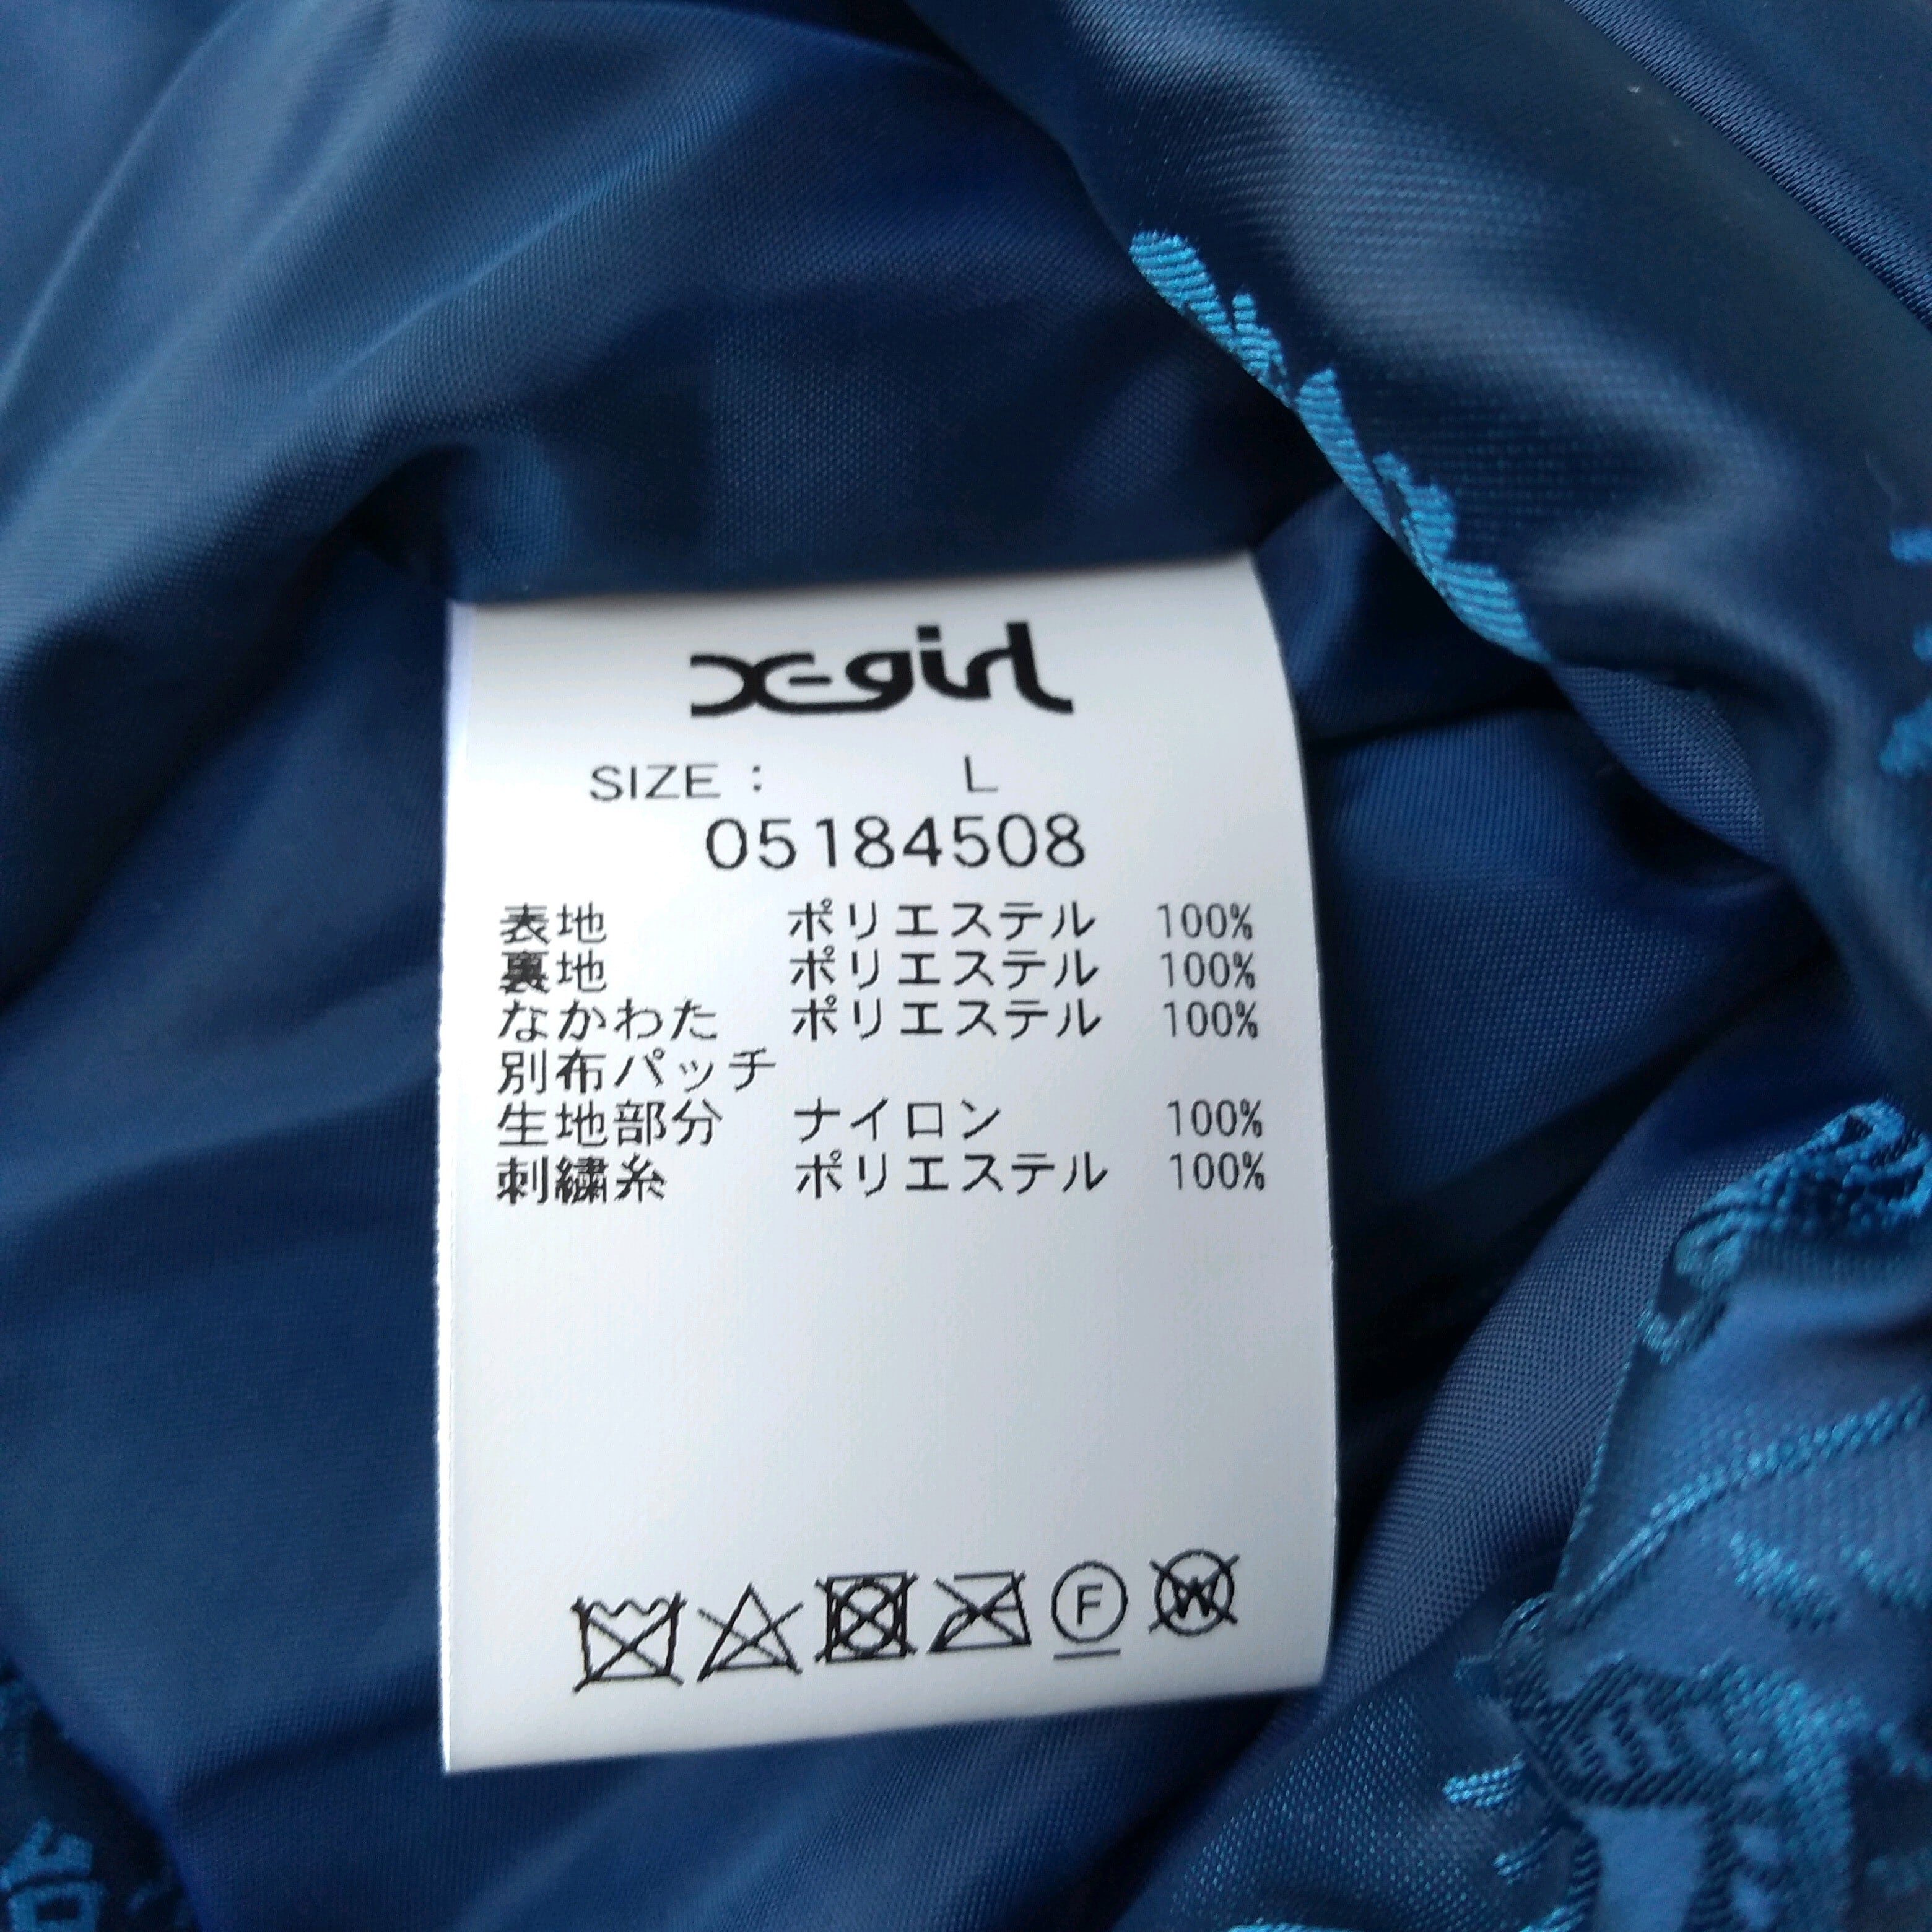 X-girl
SIZE : L
05184508
表地 ポリエステル 100%
裏地 ポリエステル 100%
なかわた ポリエステル 100%
別布パッチ
生地部分 ナイロン 100%
刺繍糸 ポリエステル 100%
F W